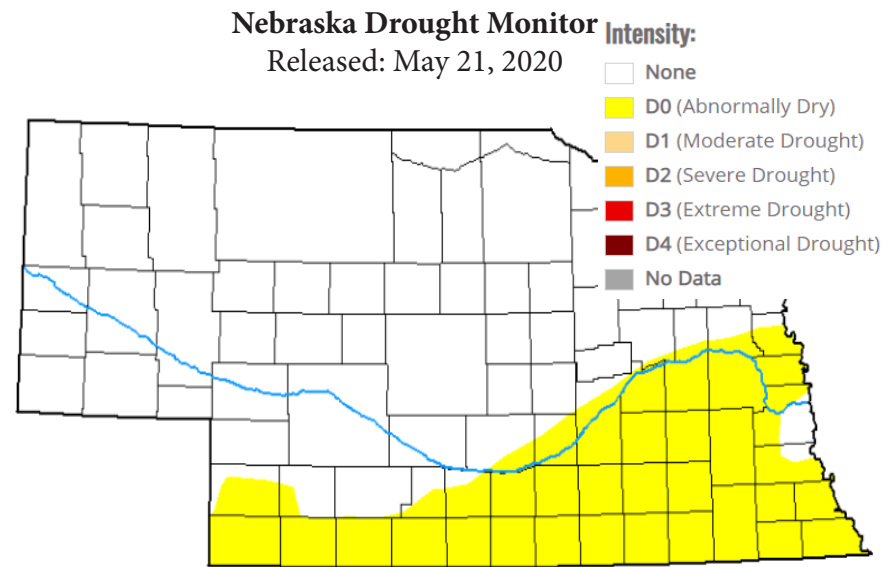 Nebraska Drought Monitor
Released: May 21, 2020
Intensity:
None
D0 (Abnormally Dry)
D1 (Moderate Drought)
D2 (Severe Drought)
D3 (Extreme Drought)
D4 (Exceptional Drought)
No Data